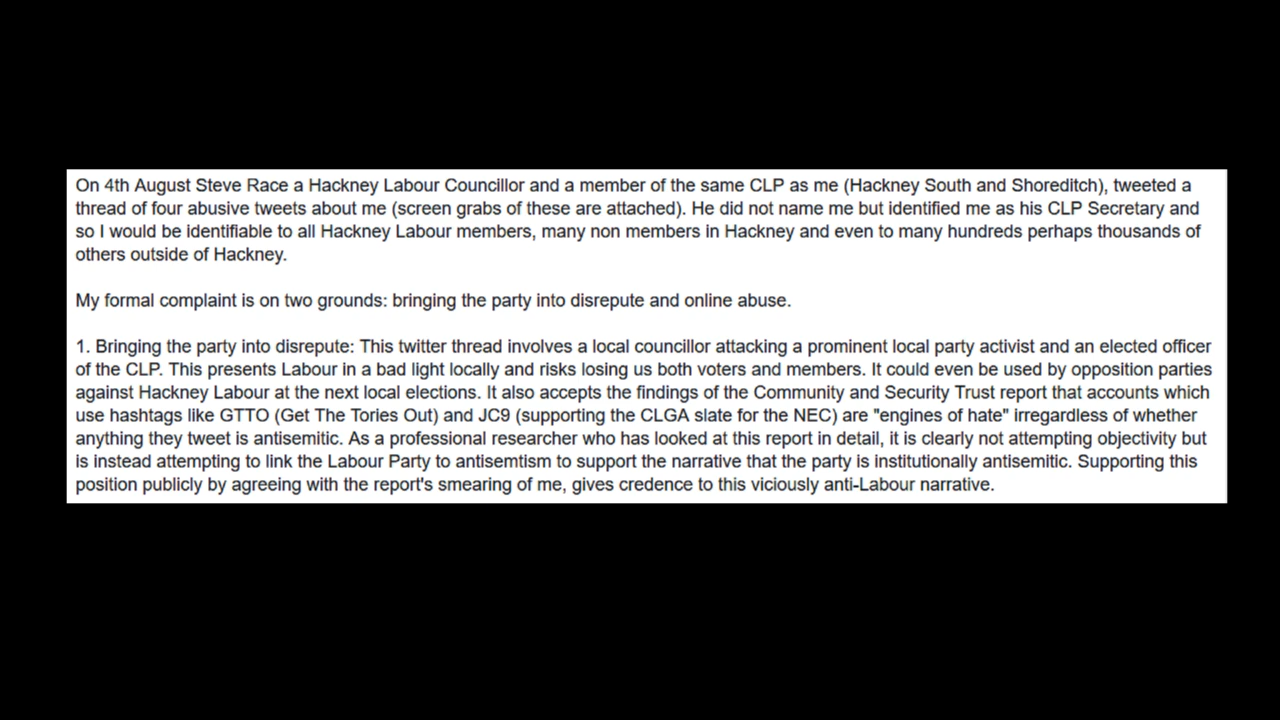 On 4th August Steve Race a Hackney Labour Councillor and a member of the same CLP as me (Hackney South and Shoreditch), tweeted a
thread of four abusive tweets about me (screen grabs of these are attached). He did not name me but identified me as his CLP Secretary and
so I would be identifiable to all Hackney Labour members, many non members in Hackney and even to many hundreds perhaps thousands of
others outside of Hackney.
My formal complaint is on two grounds: bringing the party into disrepute and online abuse.
1. Bringing the party into disrepute: This twitter thread involves a local councillor attacking a prominent local party activist and an elected officer
of the CLP. This presents Labour in a bad light locally and risks losing us both voters and members. It could even be used by opposition parties
against Hackney Labour at the next local elections. It also accepts the findings of the Community and Security Trust report that accounts which
use hashtags like GTTO (Get The Tories Out) and JC9 (supporting the CLGA slate for the NEC) are "engines of hate" irregardless of whether
anything they tweet is antisemitic. As a professional researcher who has looked at this report in detail, it is clearly not attempting objectivity but
is instead attempting to link the Labour Party to antisemtism to support the narrative that the party is institutionally antisemitic. Supporting this
position publicly by agreeing with the report's smearing of me, gives credence to this viciously anti-Labour narrative.